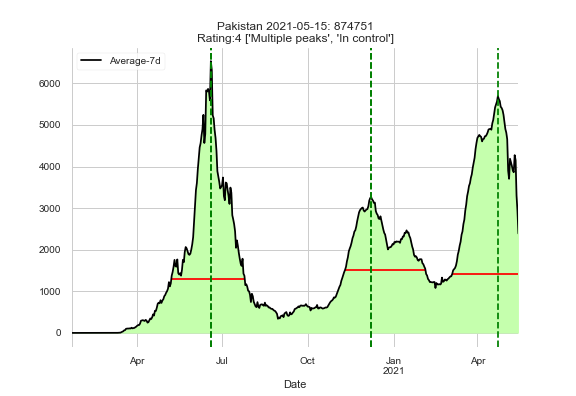 Pakistan 2021-05-15: 874751
Rating:4 ['Multiple peaks', 'In control']
Average-7d
6000
5000
4000
3000
2000
1000
0
Apr
Jul
Oct
Jan
2021
Apr
Date